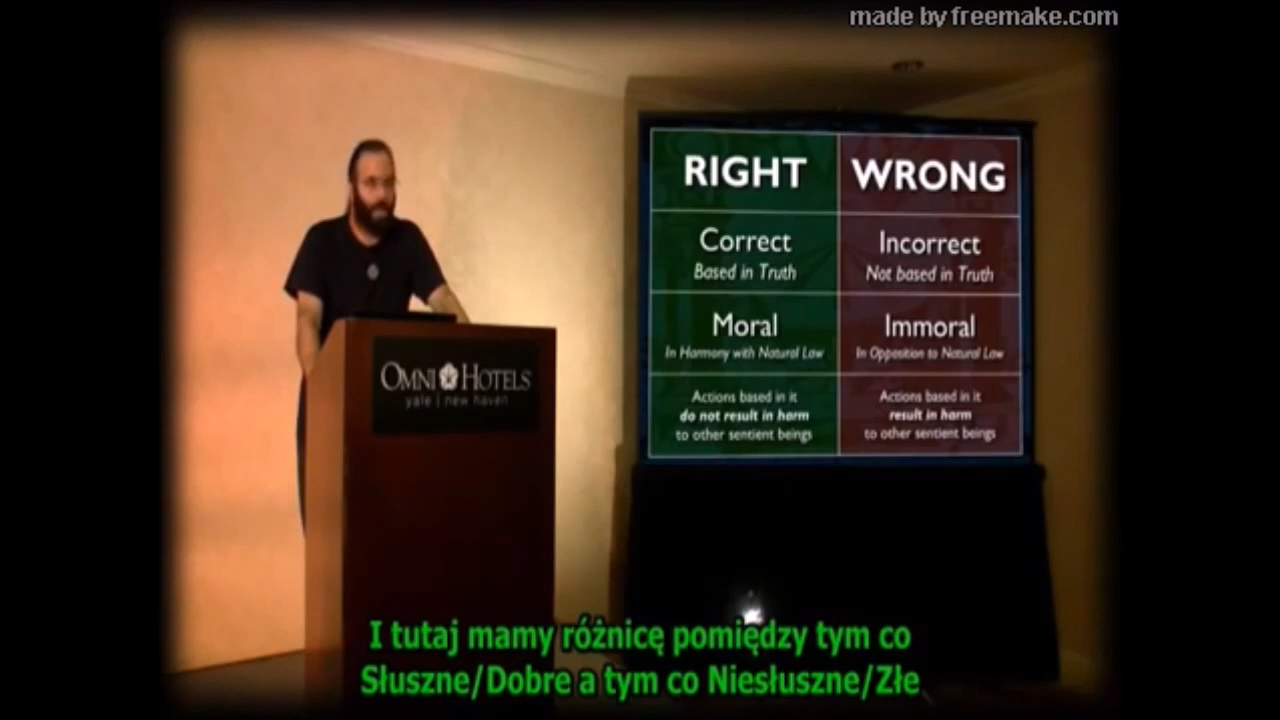 made by freemake.com
RIGHT
WRONG
Correct
Based in Truth
Incorrect
Not based in Truth
Moral
In Harmony with Natural Law
Immoral
In Opposition to Natural Law
Actions based in it
do not result in harm
to other sentient beings
Actions based in it
result in harm
to other sentient beings
OMNI HOTELS
yale | new haven
I tutaj mamy różnicę pomiędzy tym co
Słuszne/Dobre a tym co Niesłuszne/Złe